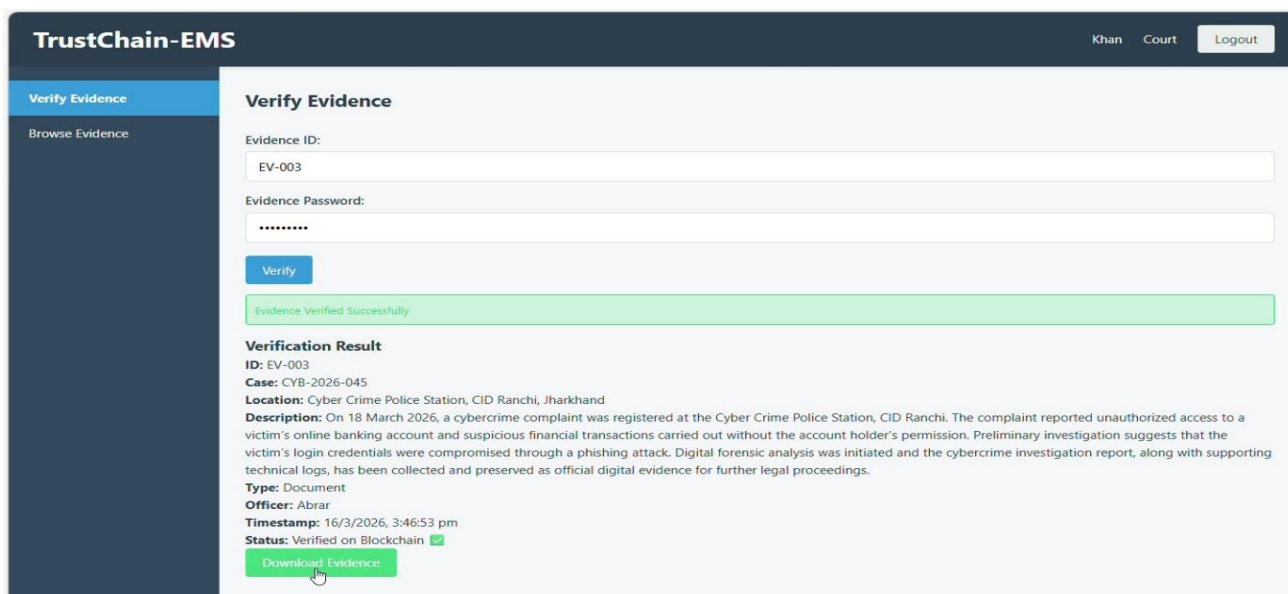 TrustChain-EMS
Khan Court Logout
Verify Evidence
Browse Evidence
Verify Evidence
Evidence ID:
EV-003
Evidence Password:
•••••••••
Verify
Evidence Verified Successfully
Verification Result
ID: EV-003
Case: CYB-2026-045
Location: Cyber Crime Police Station, CID Ranchi, Jharkhand
Description: On 18 March 2026, a cybercrime complaint was registered at the Cyber Crime Police Station, CID Ranchi. The complaint reported unauthorized access to a
victim's online banking account and suspicious financial transactions carried out without the account holder's permission. Preliminary investigation suggests that the
victim's login credentials were compromised through a phishing attack. Digital forensic analysis was initiated and the cybercrime investigation report, along with supporting
technical logs, has been collected and preserved as official digital evidence for further legal proceedings.
Type: Document
Officer: Abrar
Timestamp: 16/3/2026, 3:46:53 pm
Status: Verified on Blockchain ✅
Download Evidence